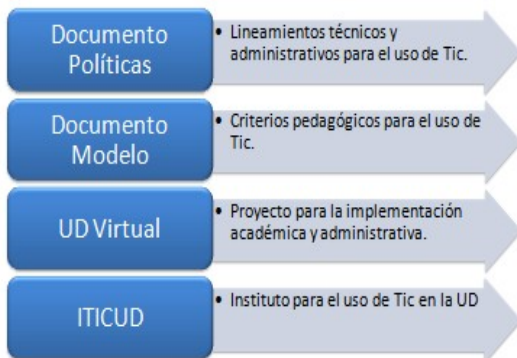 Documento
Políticas
• Lineamientos técnicos y
administrativos para el uso de Tic.
Documento
Modelo
• Criterios pedagógicos para el uso de
Tic.
UD Virtual
• Proyecto para la implementación
académica y administrativa.
ITICUD
• Instituto para el uso de Tic en la UD